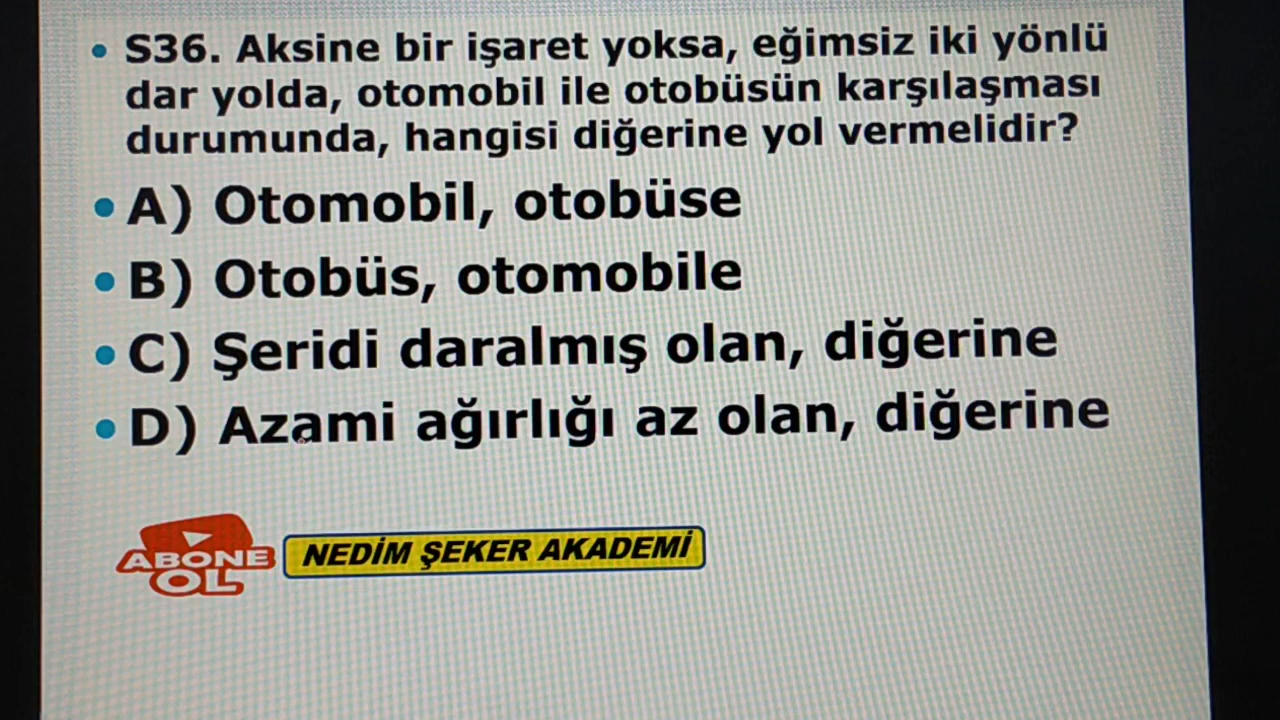 S36. Aksine bir işaret yoksa, eğimsiz iki yönlü
dar yolda, otomobil ile otobüsün karşılaşması
durumunda, hangisi diğerine yol vermelidir?
A) Otomobil, otobüse
B) Otobüs, otomobile
C) Şeridi daralmış olan, diğerine
D) Azami ağırlığı az olan, diğerine
ABONE
OL
NEDİM ŞEKER AKADEMİ